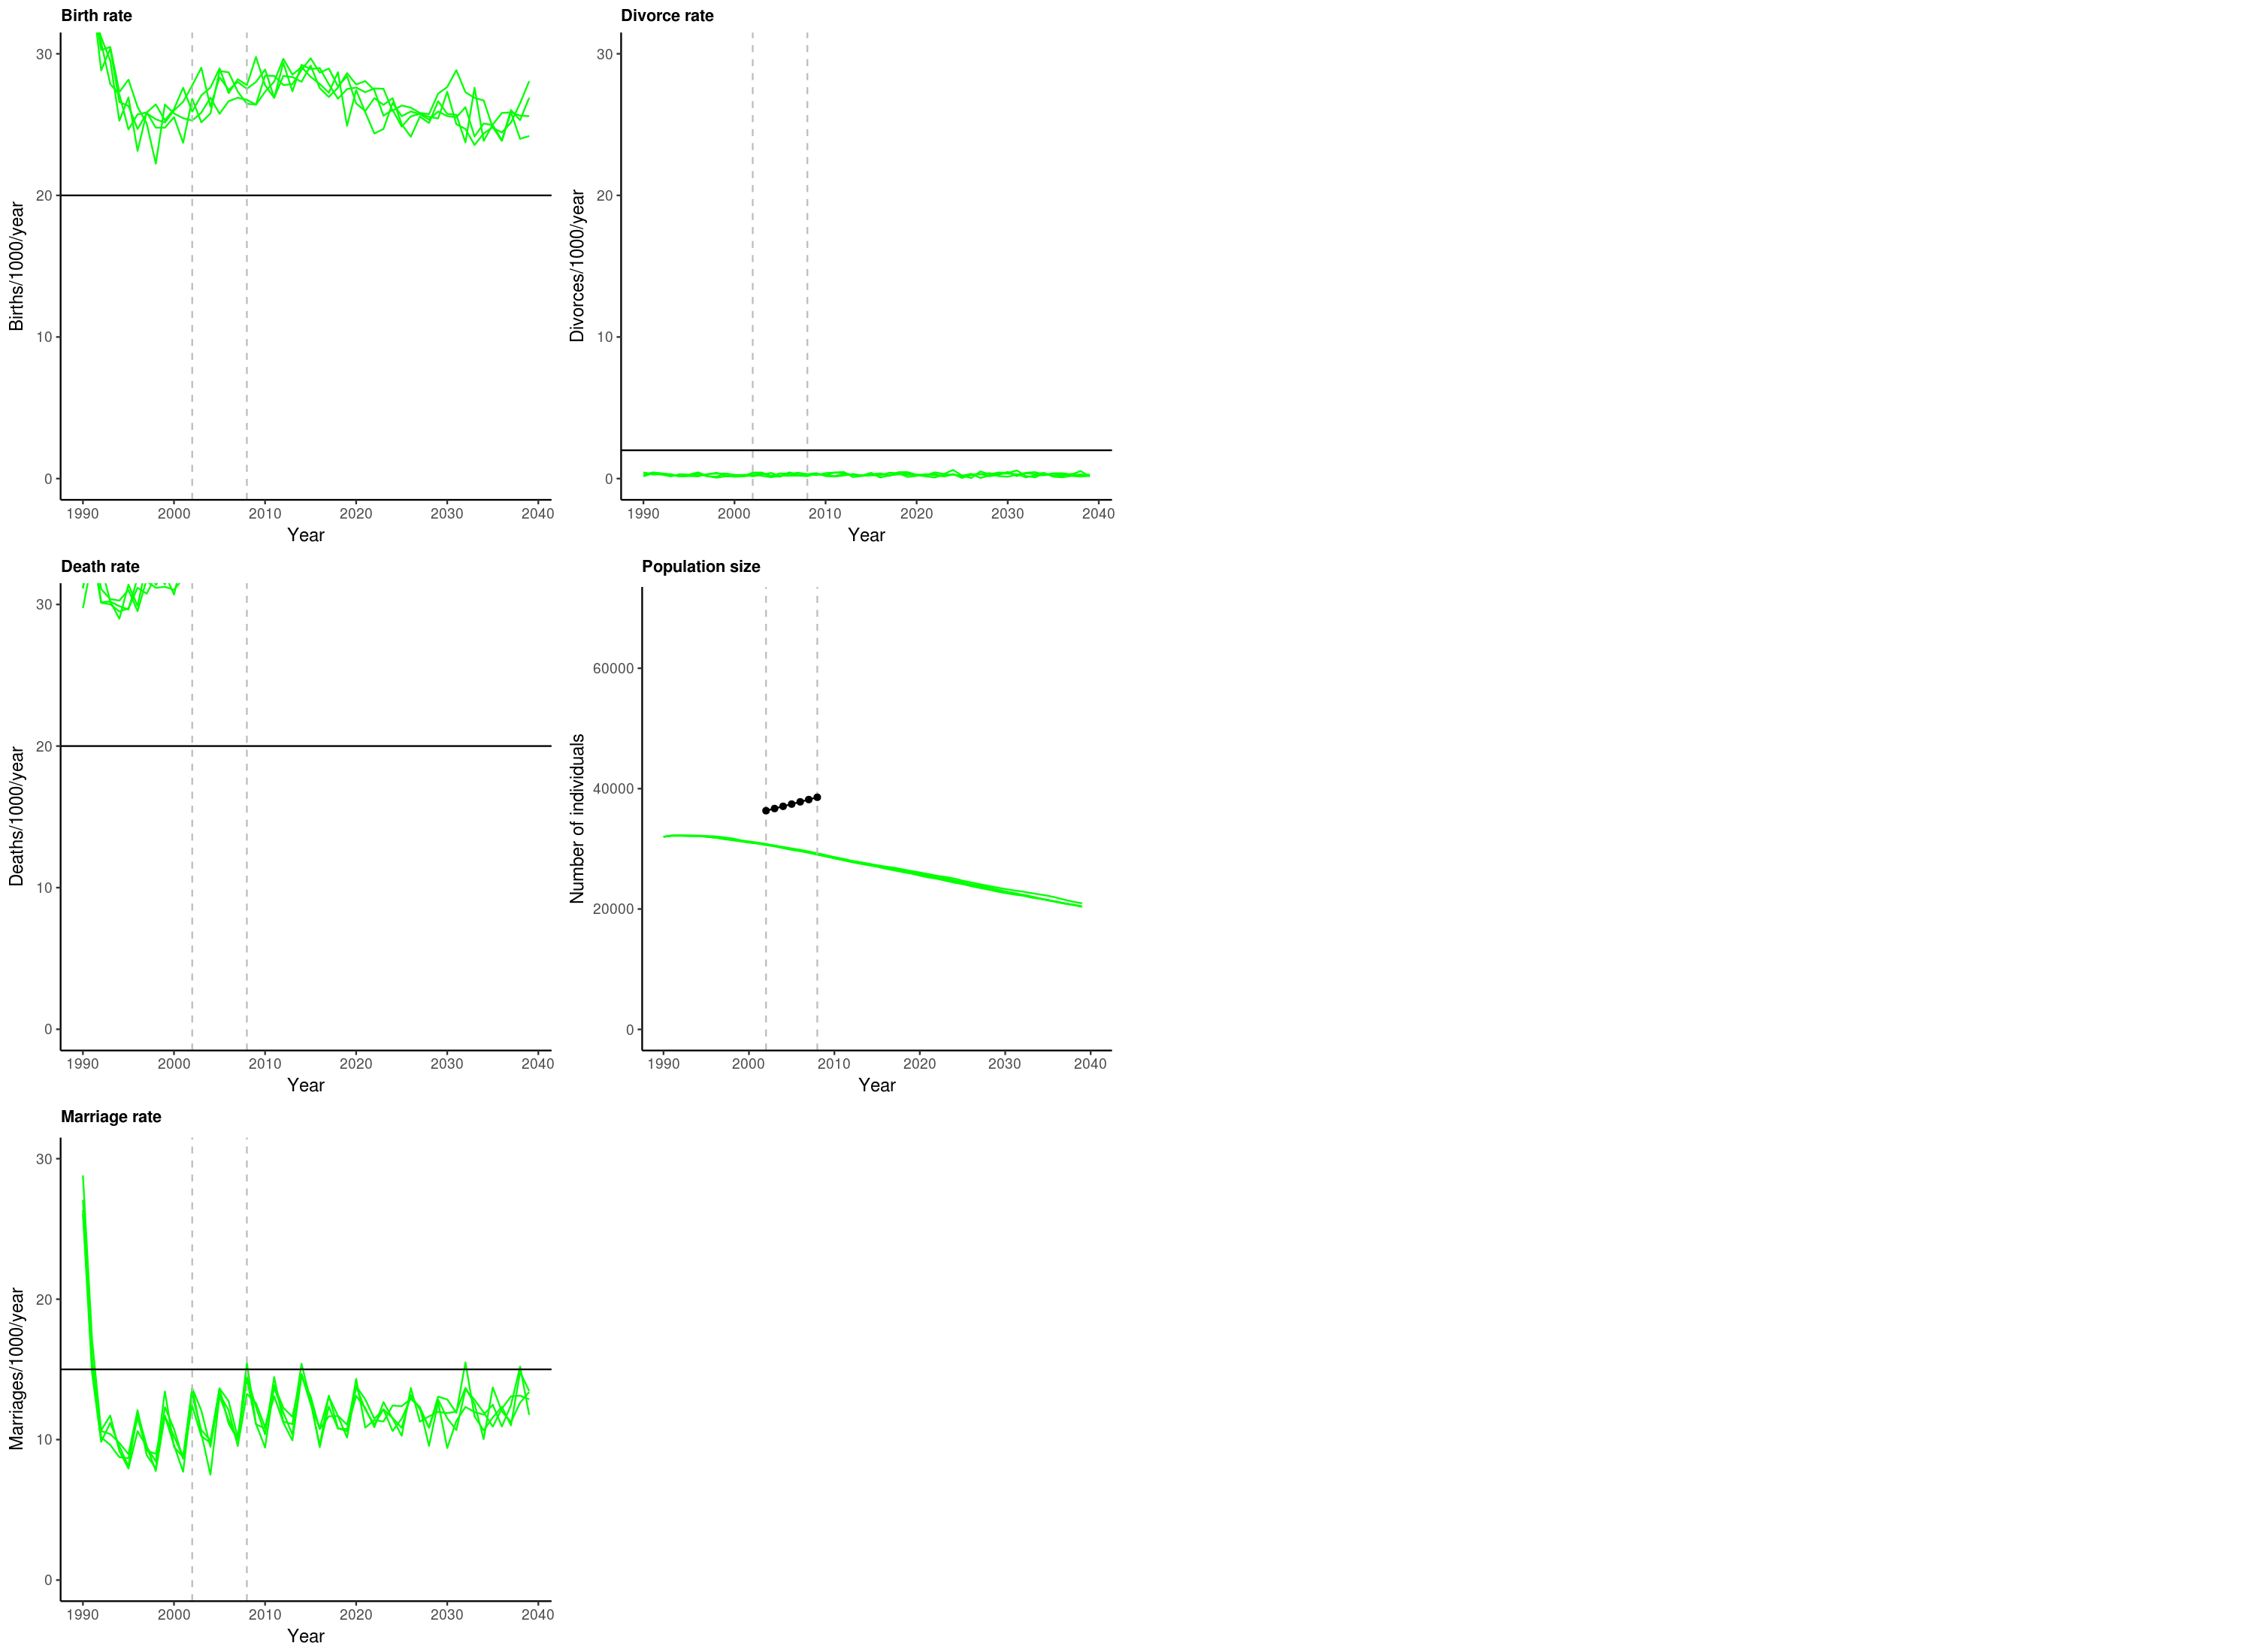 Birth rate
Births/1000/year
30
20
10
0
1990 2000 2010 2020 2030 2040
Year
Divorce rate
Divorces/1000/year
30
20
10
0
1990 2000 2010 2020 2030 2040
Year
Death rate
Deaths/1000/year
30
20
10
0
1990 2000 2010 2020 2030 2040
Year
Population size
Number of individuals
60000
40000
20000
0
1990 2000 2010 2020 2030 2040
Year
Marriage rate
Marriages/1000/year
30
20
10
0
1990 2000 2010 2020 2030 2040
Year